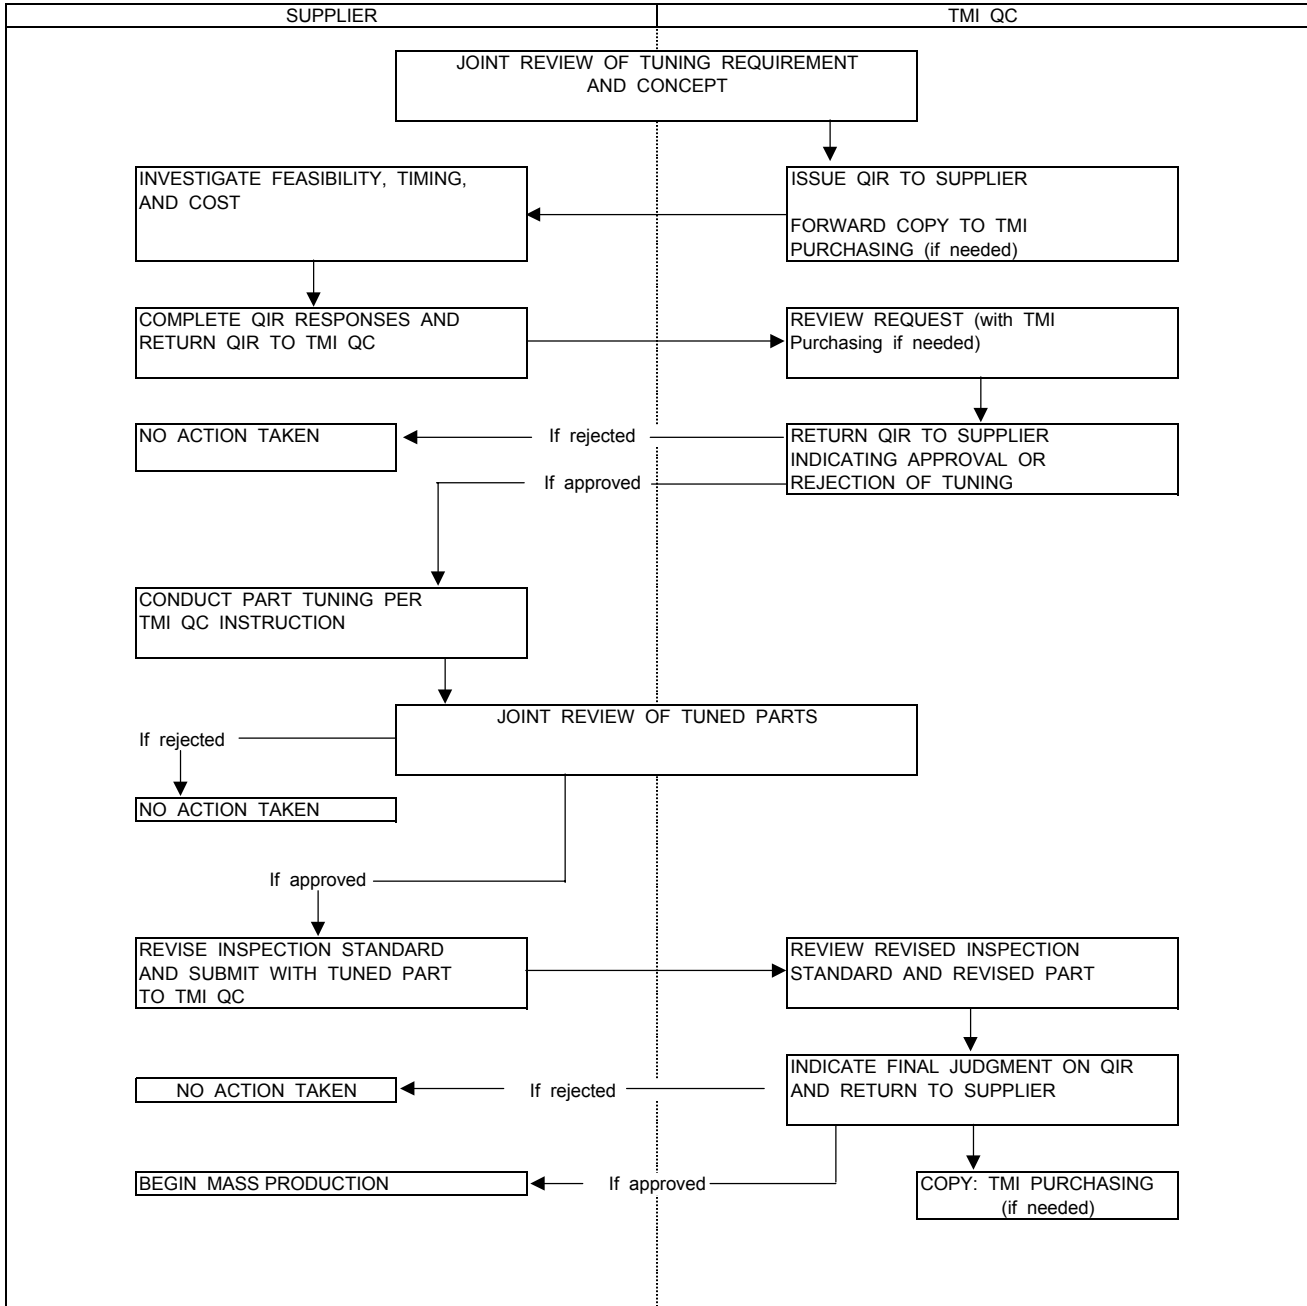 SUPPLIER
TMI QC
JOINT REVIEW OF TUNING REQUIREMENT
AND CONCEPT
INVESTIGATE FEASIBILITY, TIMING,
AND COST
ISSUE QIR TO SUPPLIER
FORWARD COPY TO TMI
PURCHASING (if needed)
COMPLETE QIR RESPONSES AND
RETURN QIR TO TMI QC
REVIEW REQUEST (with TMI
Purchasing if needed)
NO ACTION TAKEN
If rejected
RETURN QIR TO SUPPLIER
INDICATING APPROVAL OR
REJECTION OF TUNING
If approved
CONDUCT PART TUNING PER
TMI QC INSTRUCTION
JOINT REVIEW OF TUNED PARTS
If rejected
NO ACTION TAKEN
If approved
REVISE INSPECTION STANDARD
AND SUBMIT WITH TUNED PART
TO TMI QC
REVIEW REVISED INSPECTION
STANDARD AND REVISED PART
NO ACTION TAKEN
If rejected
INDICATE FINAL JUDGMENT ON QIR
AND RETURN TO SUPPLIER
BEGIN MASS PRODUCTION
If approved
COPY: TMI PURCHASING
(if needed)